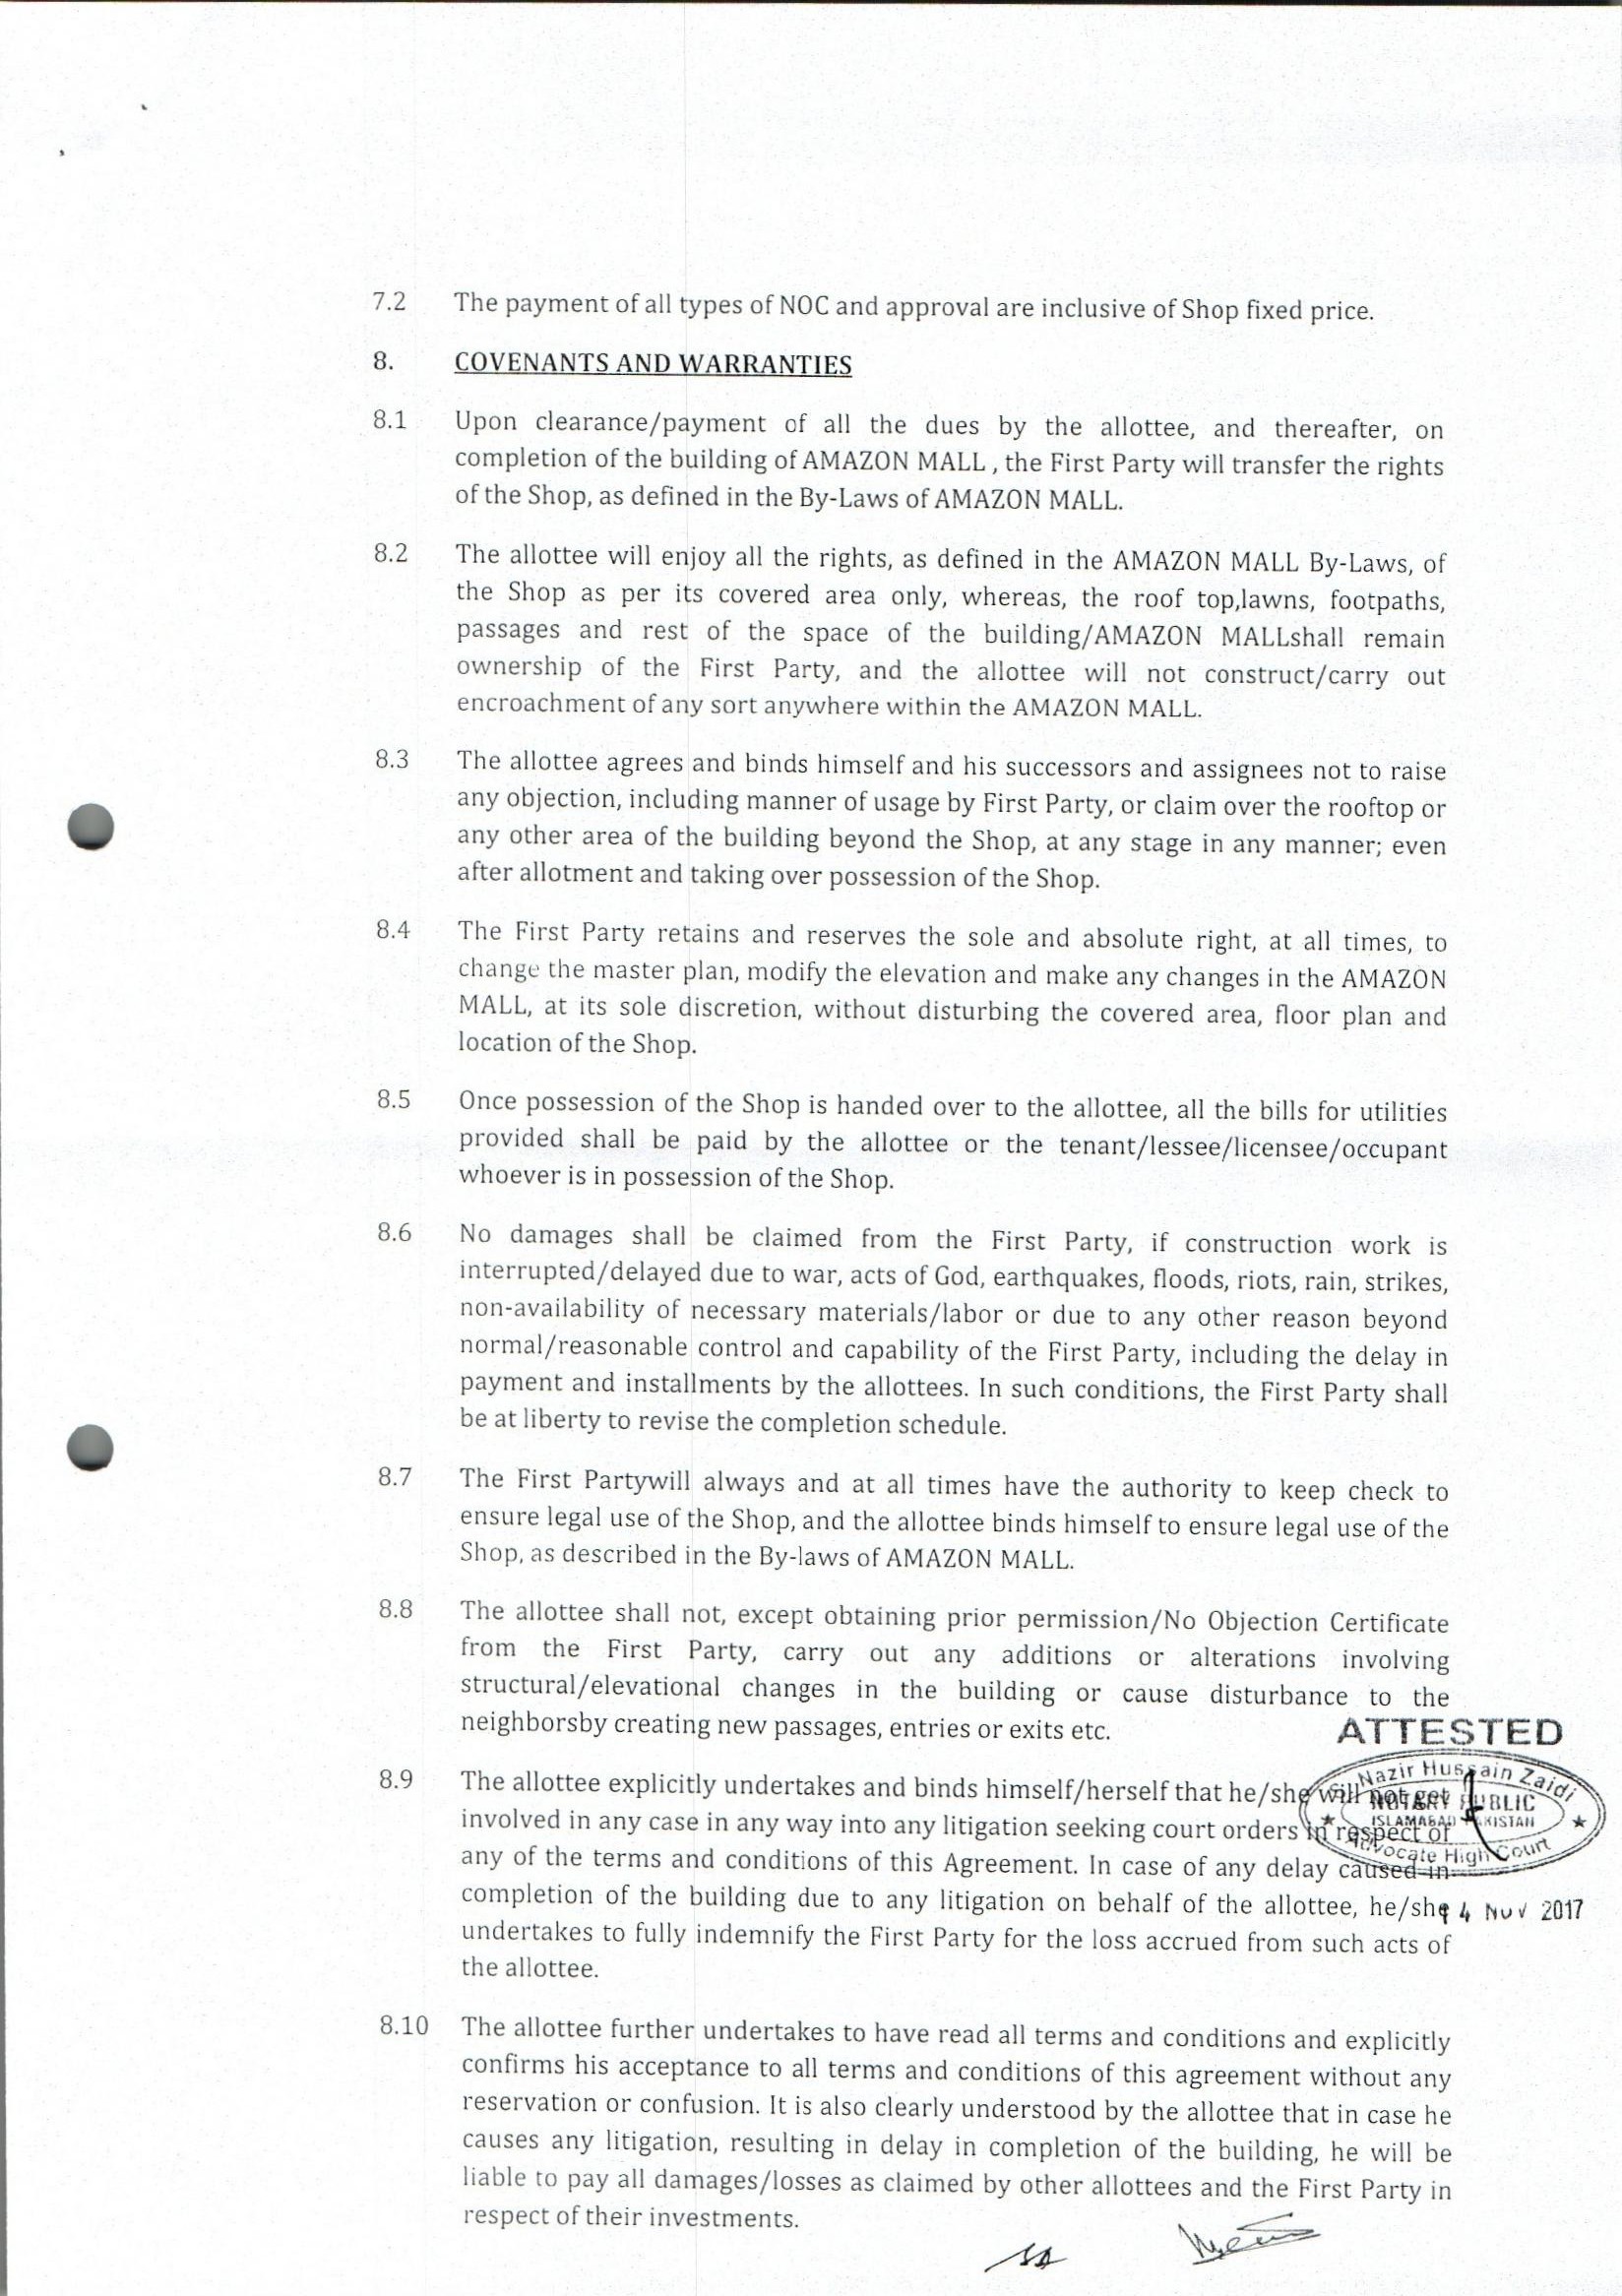 7.2 The payment of all types of NOC and approval are inclusive of Shop fixed price.
8. COVENANTS AND WARRANTIES
8.1 Upon clearance/payment of all the dues by the allottee, and thereafter, on
completion of the building of AMAZON MALL , the First Party will transfer the rights
of the Shop, as defined in the By-Laws of AMAZON MALL.
8.2 The allottee will enjoy all the rights, as defined in the AMAZON MALL By-Laws, of
the Shop as per its covered area only, whereas, the roof top,lawns, footpaths,
passages and rest of the space of the building/AMAZON MALLshall remain
ownership of the First Party, and the allottee will not construct/carry out
encroachment of any sort anywhere within the AMAZON MALL.
8.3 The allottee agrees and binds himself and his successors and assignees not to raise
any objection, including manner of usage by First Party, or claim over the rooftop or
any other area of the building beyond the Shop, at any stage in any manner; even
after allotment and taking over possession of the Shop.
8.4 The First Party retains and reserves the sole and absolute right, at all times, to
change the master plan, modify the elevation and make any changes in the AMAZON
MALL, at its sole discretion, without disturbing the covered area, floor plan and
location of the Shop.
8.5 Once possession of the Shop is handed over to the allottee, all the bills for utilities
provided shall be paid by the allottee or the tenant/lessee/licensee/occupant
whoever is in possession of the Shop.
8.6 No damages shall be claimed from the First Party, if construction work is
interrupted/delayed due to war, acts of God, earthquakes, floods, riots, rain, strikes,
non-availability of necessary materials/labor or due to any other reason beyond
normal/reasonable control and capability of the First Party, including the delay in
payment and installments by the allottees. In such conditions, the First Party shall
be at liberty to revise the completion schedule.
8.7 The First Partywill always and at all times have the authority to keep check to
ensure legal use of the Shop, and the allottee binds himself to ensure legal use of the
Shop, as described in the By-laws of AMAZON MALL.
8.8 The allottee shall not, except obtaining prior permission/No Objection Certificate
from the First Party, carry out any additions or alterations involving
structural/elevational changes in the building or cause disturbance to the
neighborsby creating new passages, entries or exits etc.
ATTESTED
Nazir Hussain Zaidi
NOTARY PUBLIC
ISLAMABAD PAKISTAN
Advocate High Court
4 NOV 2017
8.9 The allottee explicitly undertakes and binds himself/herself that he/she will not get
involved in any case in any way into any litigation seeking court orders in respect of
any of the terms and conditions of this Agreement. In case of any delay caused in
completion of the building due to any litigation on behalf of the allottee, he/she
undertakes to fully indemnify the First Party for the loss accrued from such acts of
the allottee.
8.10 The allottee further undertakes to have read all terms and conditions and explicitly
confirms his acceptance to all terms and conditions of this agreement without any
reservation or confusion. It is also clearly understood by the allottee that in case he
causes any litigation, resulting in delay in completion of the building, he will be
liable to pay all damages/losses as claimed by other allottees and the First Party in
respect of their investments.